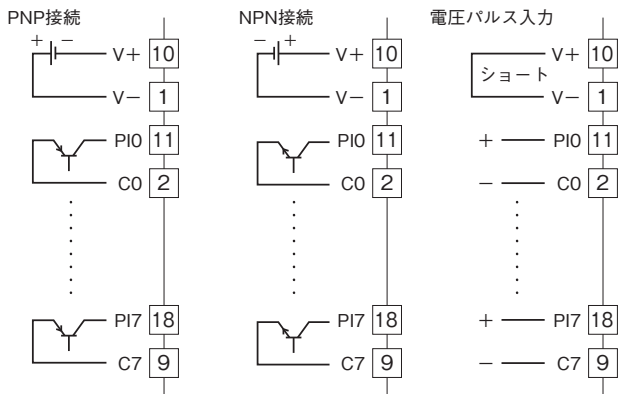 PNP接続
+ −
V+ 10
V− 1
PI0 11
C0 2
PI7 18
C7 9
NPN接続
− +
V+ 10
V− 1
PI0 11
C0 2
PI7 18
C7 9
電圧パルス入力
V+ 10
ショート
V− 1
+ PI0 11
− C0 2
+ PI7 18
− C7 9